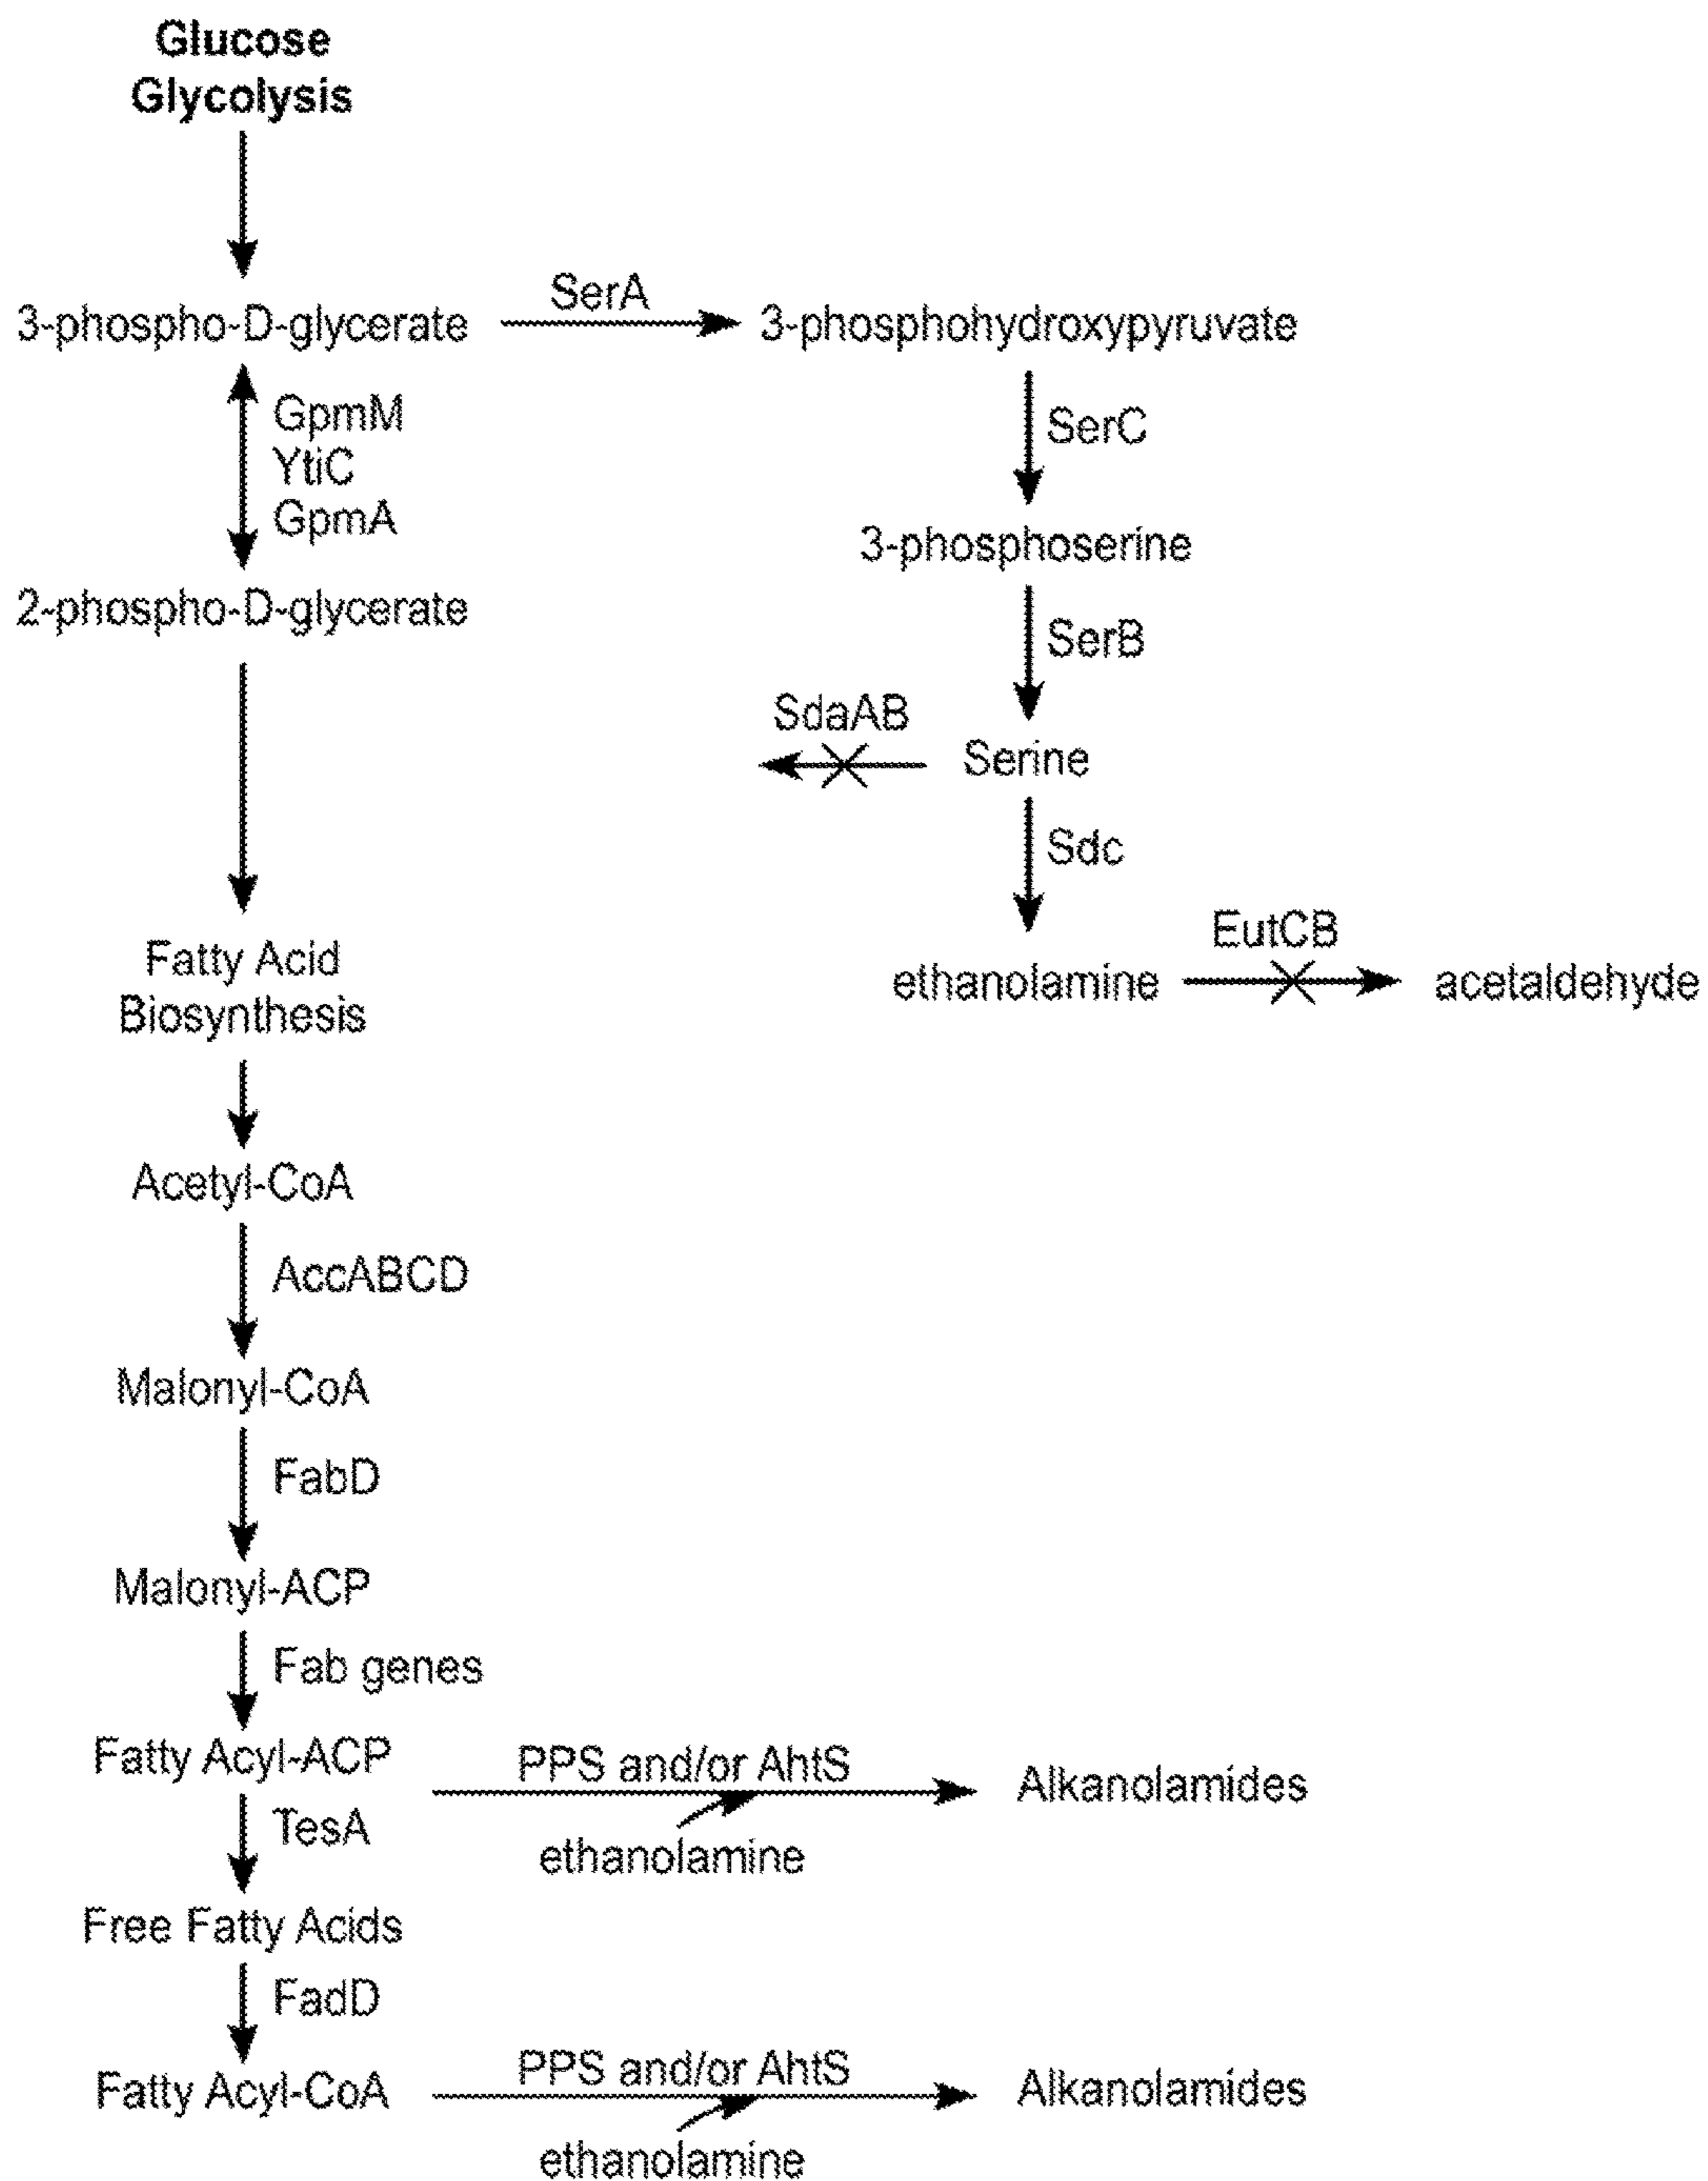 Glucose
Glycolysis
3-phospho-D-glycerate
SerA
3-phosphohydroxypyruvate
GpmM
YtiC
GpmA
SerC
3-phosphoserine
2-phospho-D-glycerate
SerB
SdaAB
Serine
Sdc
EutCB
Fatty Acid
Biosynthesis
ethanolamine
acetaldehyde
Acetyl-CoA
AccABCD
Malonyl-CoA
FabD
Malonyl-ACP
Fab genes
Fatty Acyl-ACP
PPS and/or AhtS
Alkanolamides
TesA
ethanolamine
Free Fatty Acids
FadD
Fatty Acyl-CoA
PPS and/or AhtS
Alkanolamides
ethanolamine